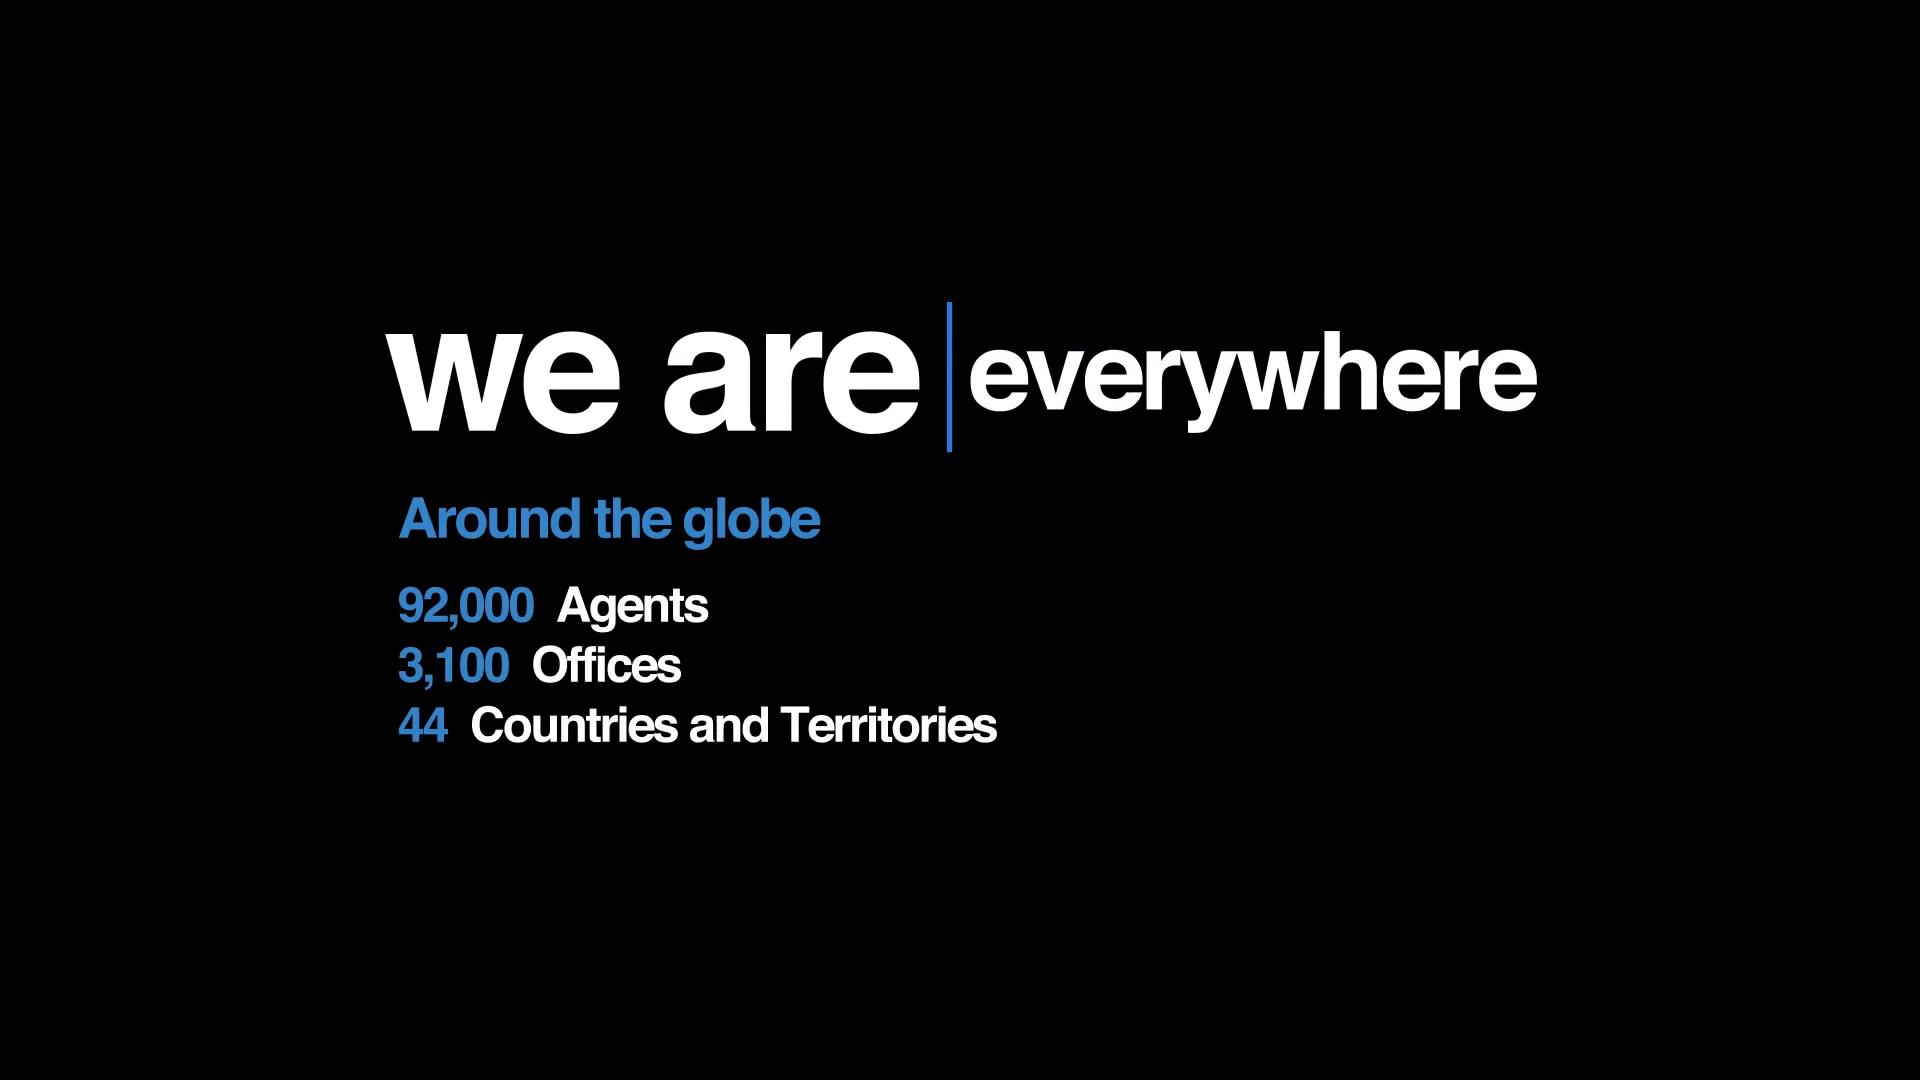 we are everywhere
Around the globe
92,000 Agents
3,100 Offices
44 Countries and Territories